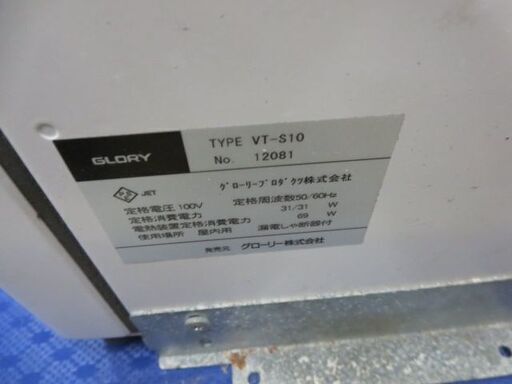 GLORY
TYPE VT-S10
No. 12081
JET
グローリープロダクツ株式会社
定格電圧100V 定格周波数50/60Hz
定格消費電力 31/31 W
電熱装置定格消費電力 69 W
使用場所 屋内用 漏電しゃ断器付
発売元 グローリー株式会社